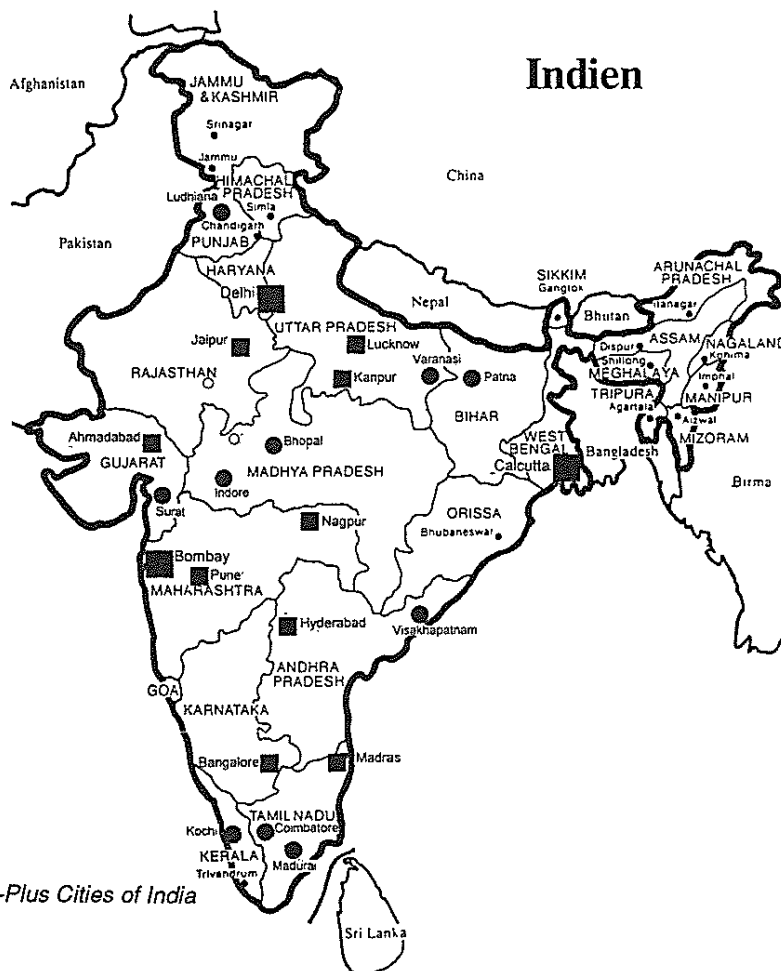 Indien
Afghanistan
JAMMU
& KASHMIR
Srinagar
Jammu
China
HIMACHAL
PRADESH
Ludhiana
Simla
Chandigarh
Pakistan
PUNJAB
HARYANA
Delhi
Nepal
SIKKIM
Gangtok
Bhutan
ARUNACHAL
PRADESH
Itanagar
UTTAR PRADESH
Jaipur
Lucknow
Dispur
ASSAM
NAGALAND
Kohima
Shillong
MEGHALAYA
Varanasi
RAJASTHAN
Kanpur
Patna
Imphal
MANIPUR
TRIPURA
Agartala
Aizwal
MIZORAM
BIHAR
Ahmadabad
GUJARAT
Bhopal
MADHYA PRADESH
WEST
BENGAL
Calcutta
Bangladesh
Indore
Birma
Surat
Nagpur
ORISSA
Bhubaneswar
Bombay
Pune
MAHARASHTRA
Hyderabad
Visakhapatnam
ANDHRA
PRADESH
GOA
KARNATAKA
Bangalore
Madras
TAMIL NADU
Kochi
Coimbatore
KERALA
Madurai
Trivandrum
-Plus Cities of India
Sri Lanka